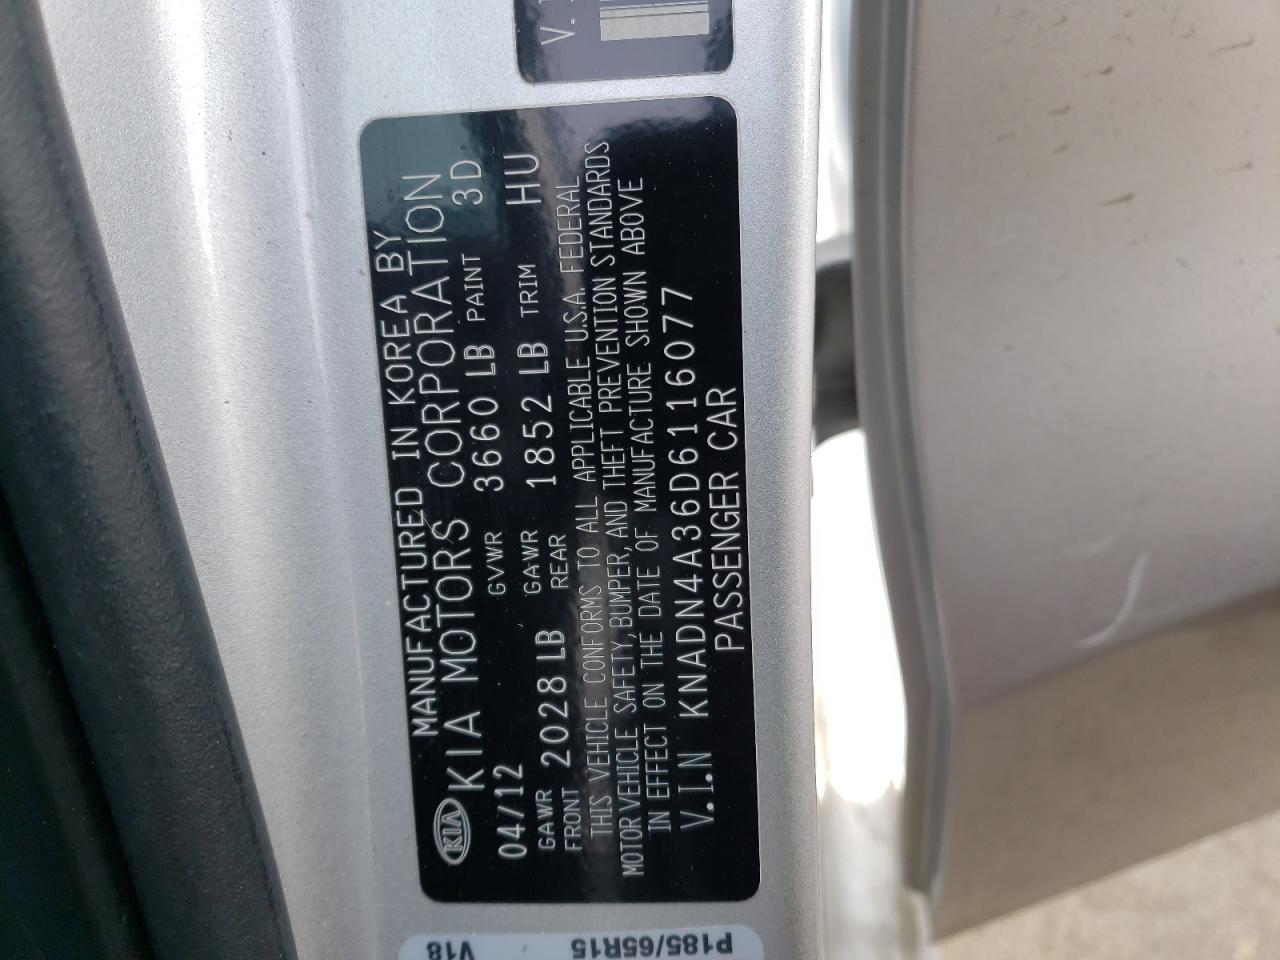 MANUFACTURED IN KOREA BY
KIA KIA MOTORS CORPORATION
04/12 GVWR 3660 LB PAINT 3D
GAWR FRONT 2028 LB GAWR REAR 1852 LB TRIM HU
THIS VEHICLE CONFORMS TO ALL APPLICABLE U.S.A. FEDERAL
MOTOR VEHICLE SAFETY, BUMPER, AND THEFT PREVENTION STANDARDS
IN EFFECT ON THE DATE OF MANUFACTURE SHOWN ABOVE
V.I.N KNADN4A36D6116077
PASSENGER CAR
P185/65R15
V18